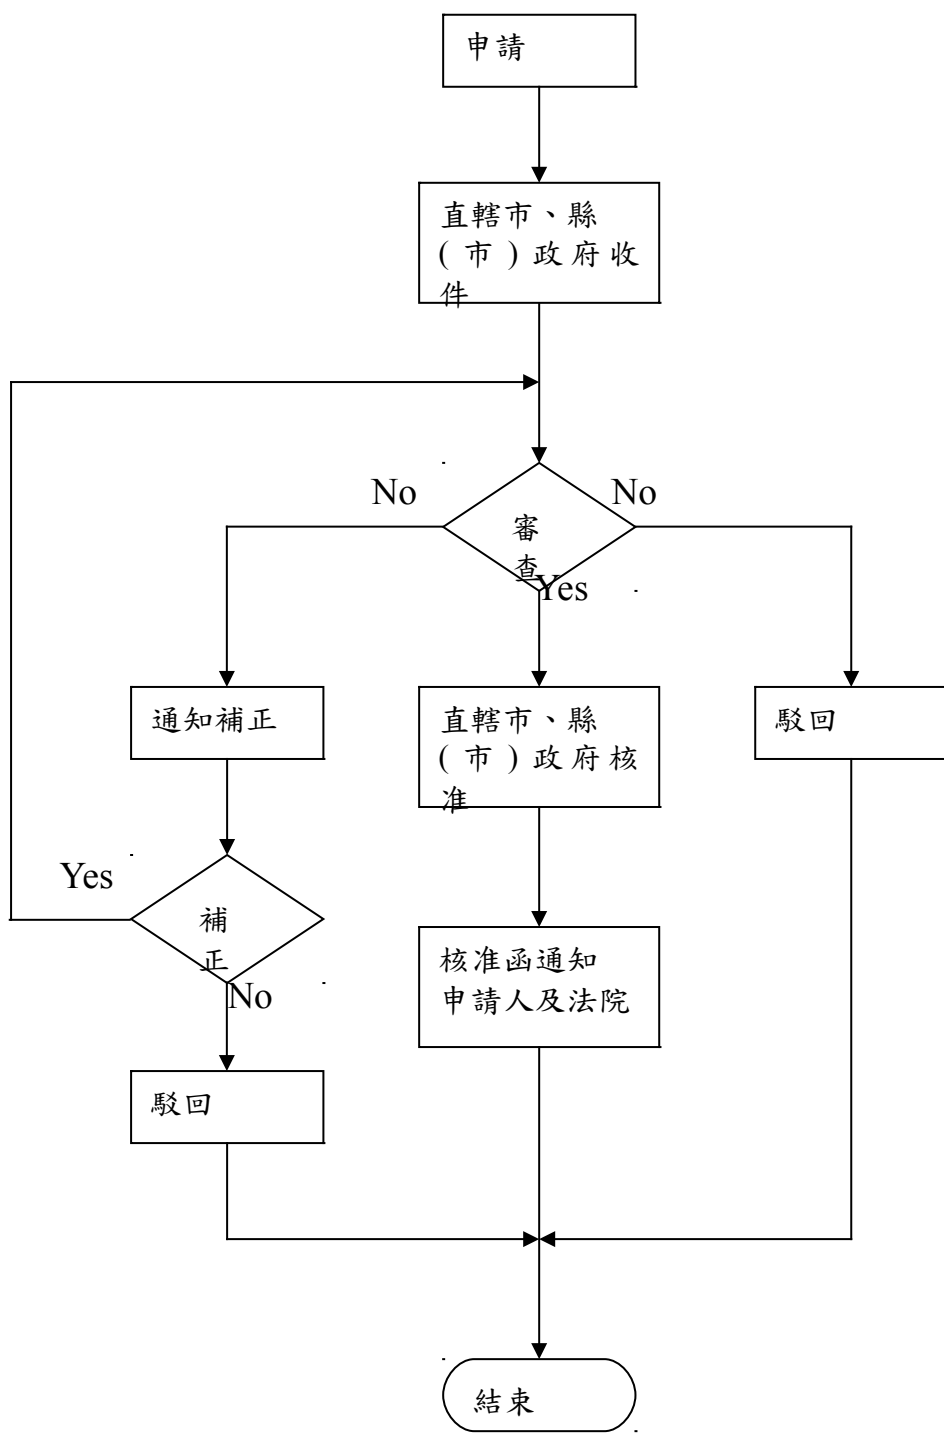 申請
直轄市、縣
(市)政府收
件
No
No
審
查
Yes
通知補正
直轄市、縣
(市)政府核
准
駁回
Yes
補
正
No
核准函通知
申請人及法院
駁回
結束